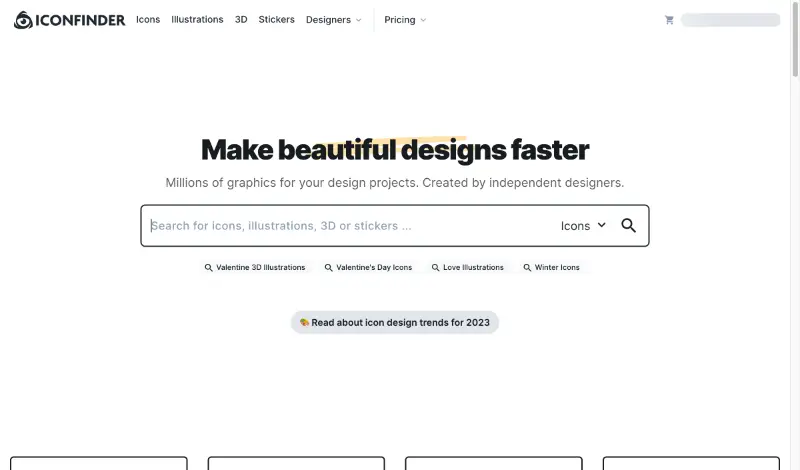 ICONFINDER Icons Illustrations 3D Stickers Designers Pricing
Make beautiful designs faster
Millions of graphics for your design projects. Created by independent designers.
Search for icons, illustrations, 3D or stickers ... Icons
Valentine 3D Illustrations Valentine's Day Icons Love Illustrations Winter Icons
Read about icon design trends for 2023